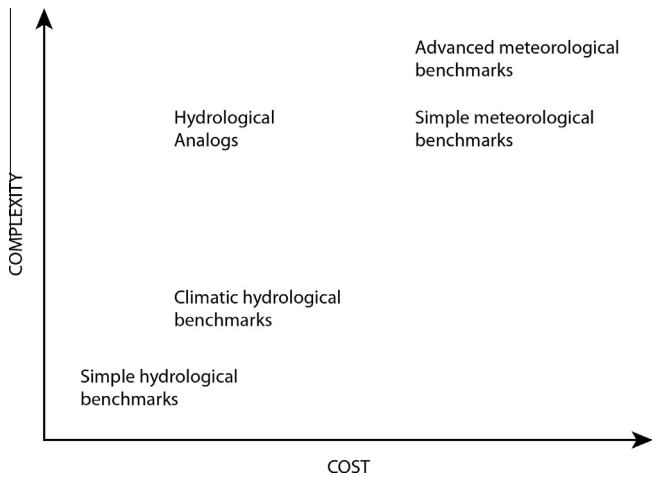 Advanced meteorological
benchmarks
Hydrological
Analogs
Simple meteorological
benchmarks
COMPLEXITY
Climatic hydrological
benchmarks
Simple hydrological
benchmarks
COST